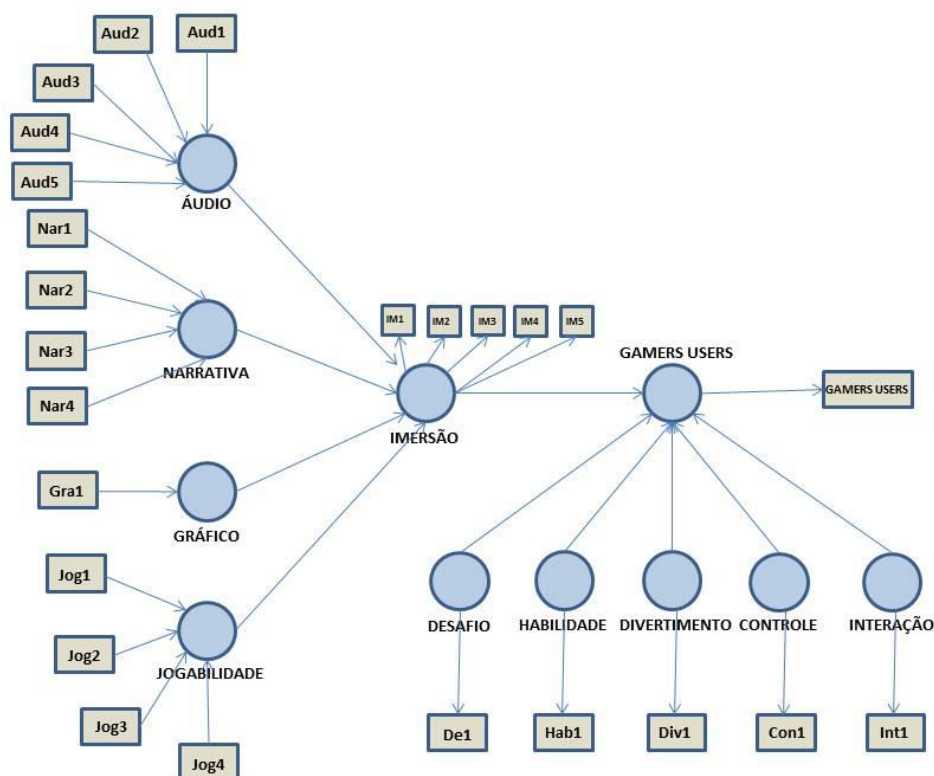 Aud1
Aud2
Aud3
Aud4
Aud5
ÁUDIO
Nar1
Nar2
Nar3
Nar4
NARRATIVA
Gra1
GRÁFICO
Jog1
Jog2
Jog3
Jog4
JOGABILIDADE
IM1
IM2
IM3
IM4
IM5
IMERSÃO
GAMERS USERS
GAMERS USERS
DESAFIO
HABILIDADE
DIVERTIMENTO
CONTROLE
INTERAÇÃO
De1
Hab1
Div1
Con1
Int1